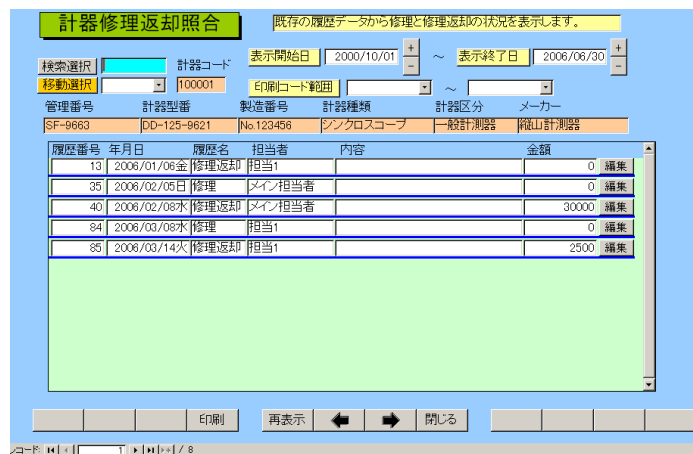 計器修理返却照合
既存の履歴データから修理と修理返却の状況を表示します。
検索選択 計器コード 表示開始日 2000/10/01 + - ～ 表示終了日 2006/06/30 + -
移動選択 100001 印刷コード範囲 ～
管理番号 計器型番 製造番号 計器種類 計器区分 メーカー
SF-9663 DD-125-9621 No.123456 シンクロスコープ 一般計測器 縦山計測器
履歴番号 年月日 履歴名 担当者 内容 金額
13 2006/01/06金 修理返却 担当1 0 編集
35 2006/02/05日 修理 メイン担当者 0 編集
40 2006/02/08水 修理返却 メイン担当者 30000 編集
84 2006/03/08水 修理 担当1 0 編集
85 2006/03/14火 修理返却 担当1 2500 編集
印刷 再表示 閉じる
レコード: 1 / 8